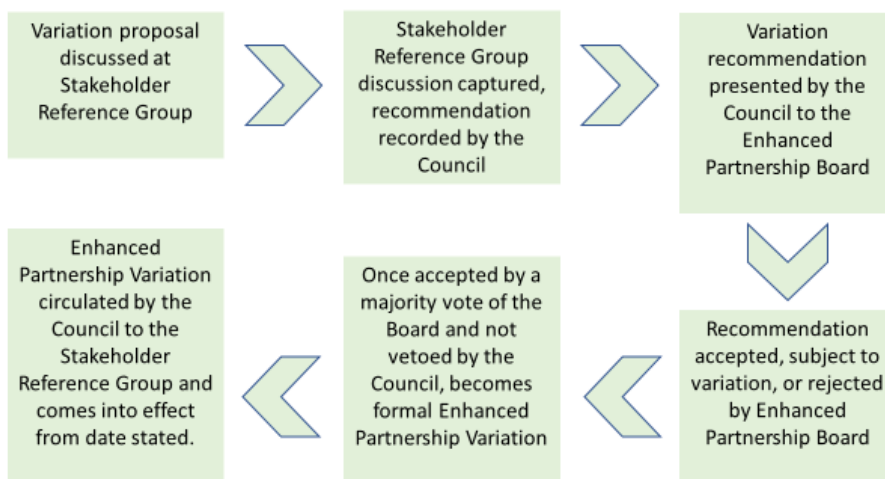 Variation proposal
discussed at
Stakeholder
Reference Group
Stakeholder
Reference Group
discussion captured,
recommendation
recorded by the
Council
Variation
recommendation
presented by the
Council to the
Enhanced
Partnership Board
Recommendation
accepted, subject to
variation, or rejected
by Enhanced
Partnership Board
Once accepted by a
majority vote of the
Board and not
vetoed by the
Council, becomes
formal Enhanced
Partnership Variation
Enhanced
Partnership Variation
circulated by the
Council to the
Stakeholder
Reference Group and
comes into effect
from date stated.